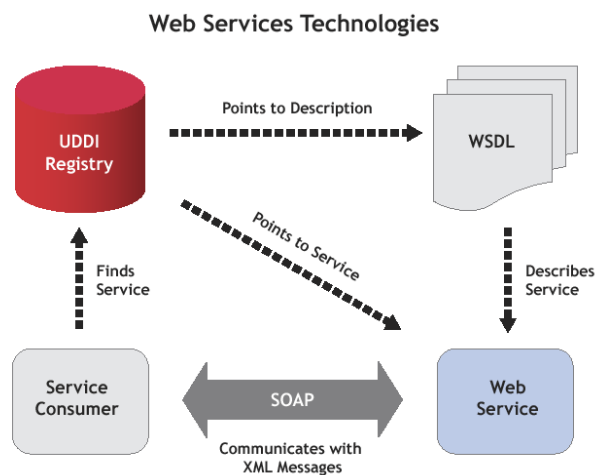 Web Services Technologies
UDDI
Registry
Points to Description
WSDL
Points to Service
Finds
Service
Describes
Service
Service
Consumer
SOAP
Web
Service
Communicates with
XML Messages